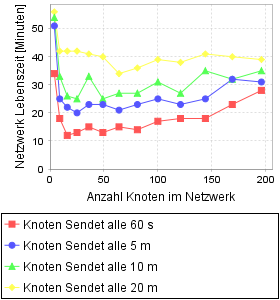 Netzwerk Lebenszeit [Minuten]
50
40
30
20
10
0
0
50
100
150
200
Anzahl Knoten im Netzwerk
Knoten Sendet alle 60 s
Knoten Sendet alle 5 m
Knoten Sendet alle 10 m
Knoten Sendet alle 20 m